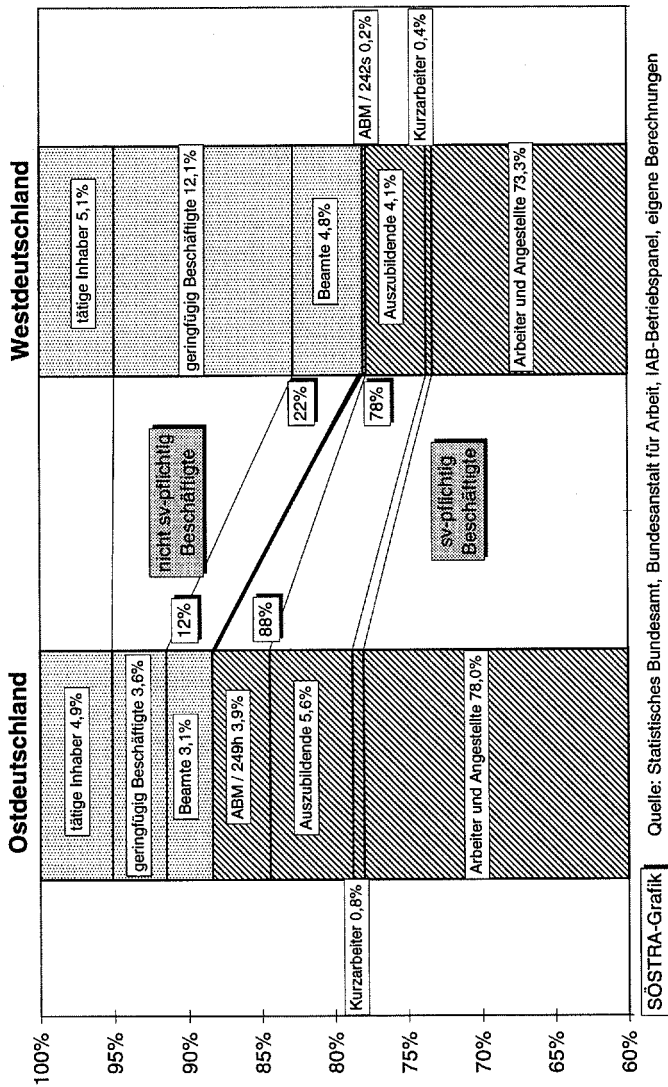 Ostdeutschland
Westdeutschland
100%
95%
90%
85%
80%
75%
70%
65%
60%
tätige Inhaber 4,9%
geringfügig Beschäftigte 3,6%
Beamte 3,1%
ABM / 249h 3,9%
Auszubildende 5,6%
Kurzarbeiter 0,8%
Arbeiter und Angestellte 78,0%
12%
88%
nicht sv-pflichtig
Beschäftigte
sv-pflichtig
Beschäftigte
22%
78%
tätige Inhaber 5,1%
geringfügig Beschäftigte 12,1%
Beamte 4,8%
ABM / 242s 0,2%
Auszubildende 4,1%
Kurzarbeiter 0,4%
Arbeiter und Angestellte 73,3%
SÖSTRA-Grafik
Quelle: Statistisches Bundesamt, Bundesanstalt für Arbeit, IAB-Betriebspanel, eigene Berechnungen